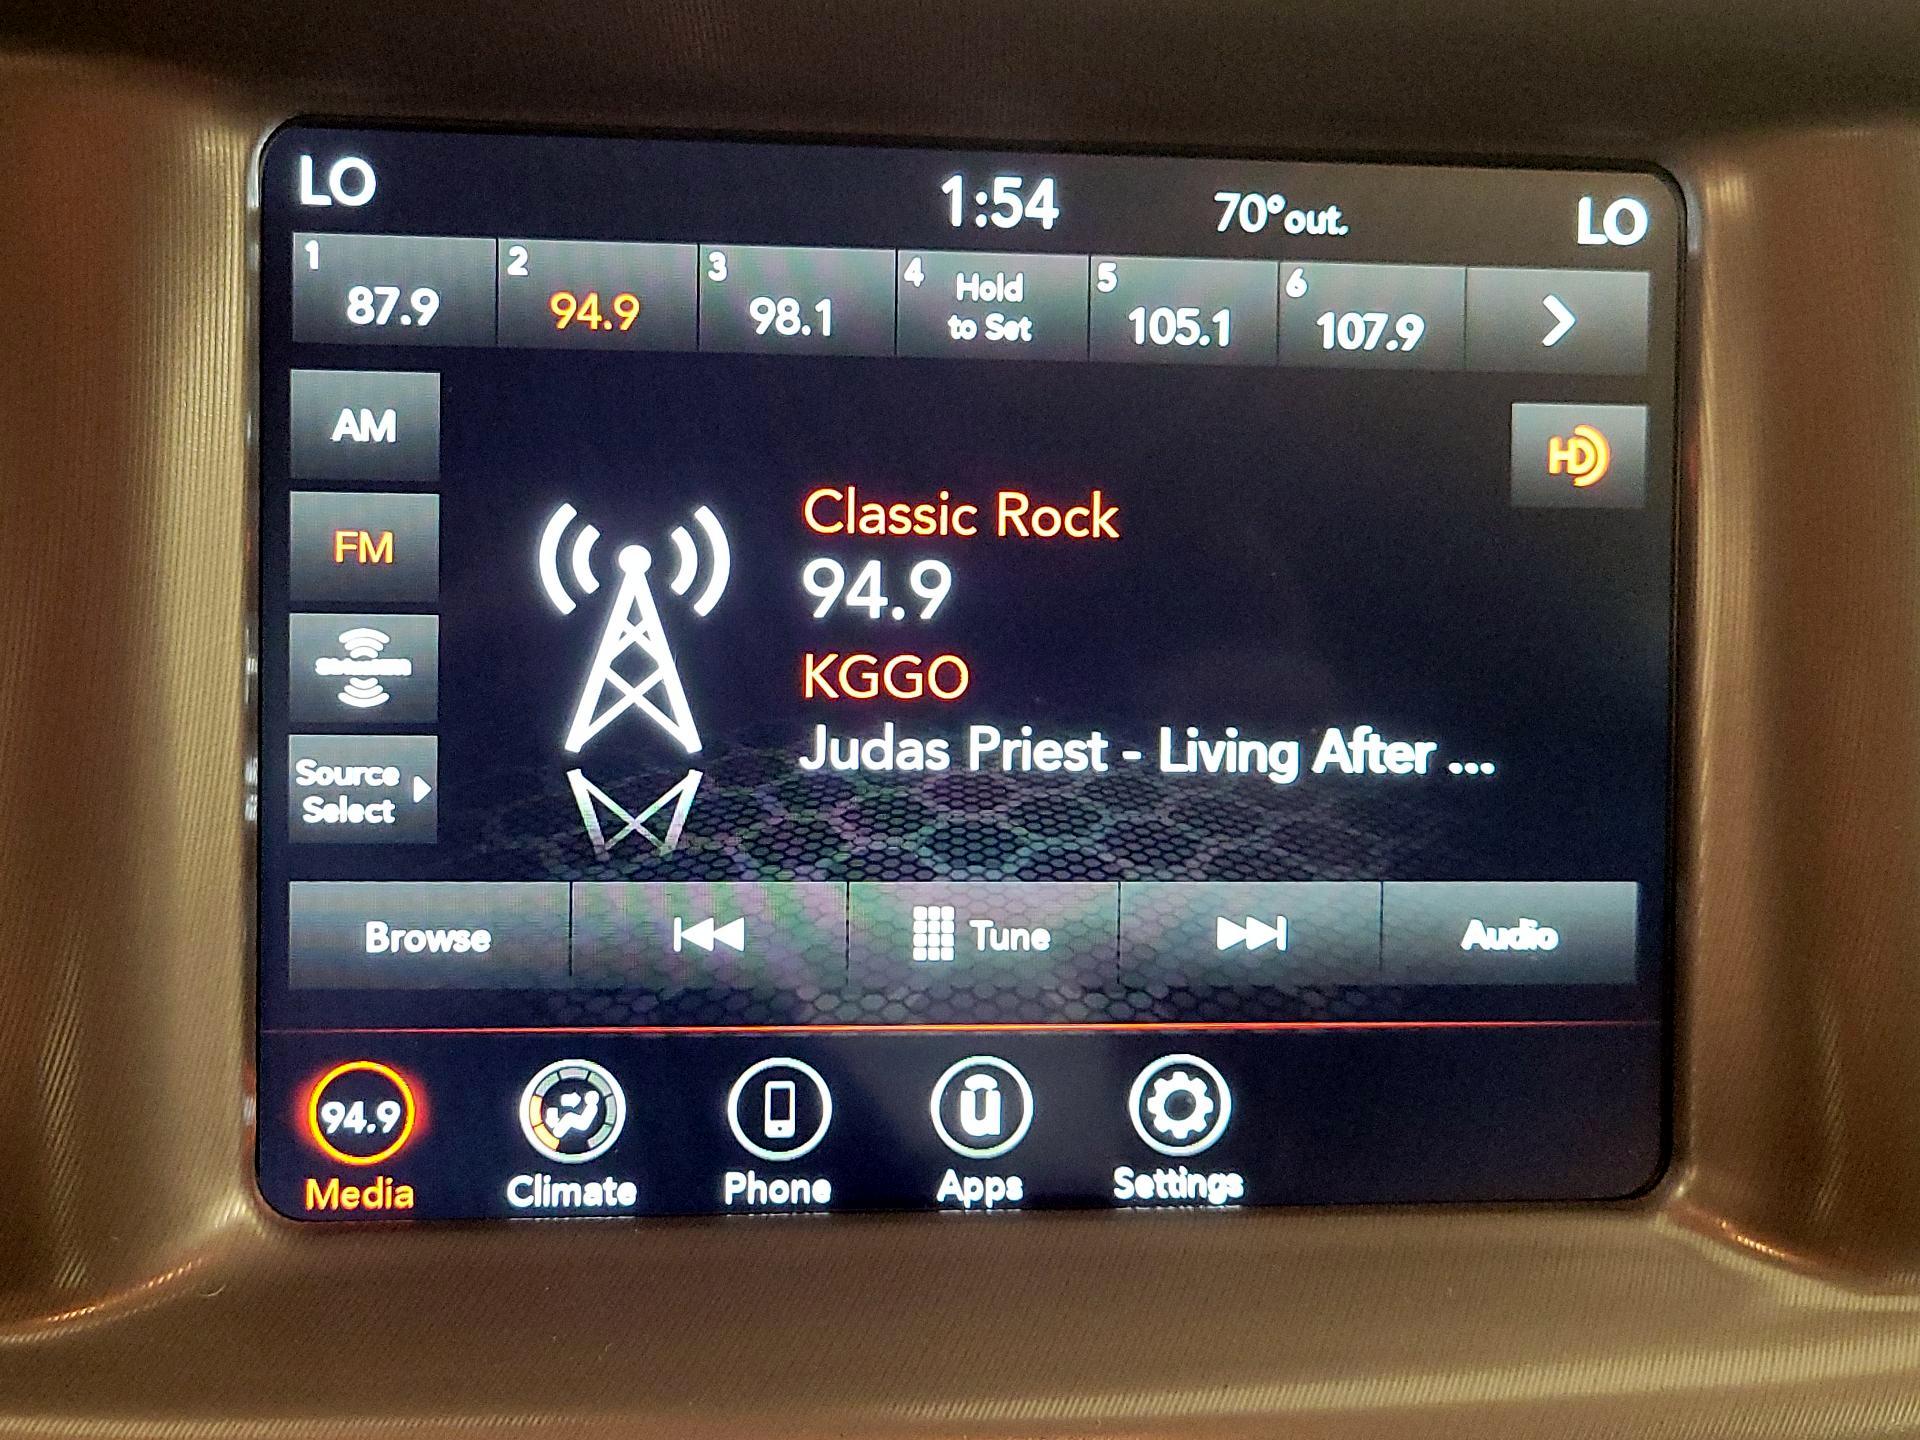 LO 1:54 70°out. LO
1 2 3 4 5 6
87.9 94.9 98.1 Hold to Set 105.1 107.9
AM
FM
Source
Select
HD
Classic Rock
94.9
KGGO
Judas Priest - Living After ...
Browse Tune Audio
94.9 ū
Media Climate Phone Apps Settings